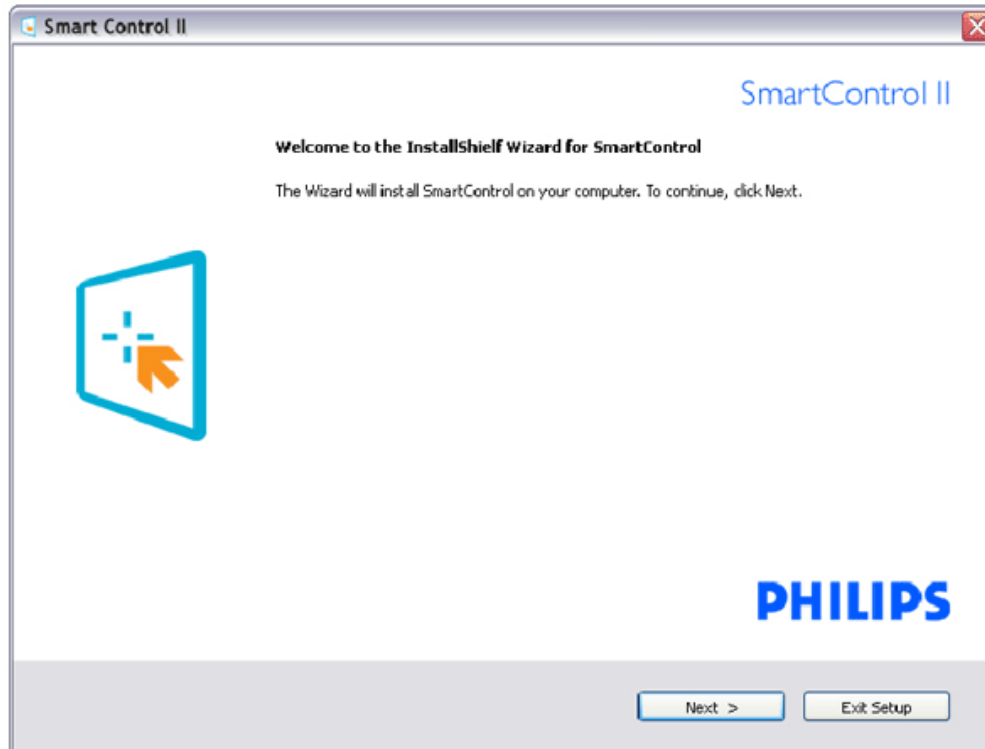 Smart Control II
SmartControl II
Welcome to the InstallShield Wizard for SmartControl
The Wizard will install SmartControl on your computer. To continue, click Next.
PHILIPS
Next >
Exit Setup